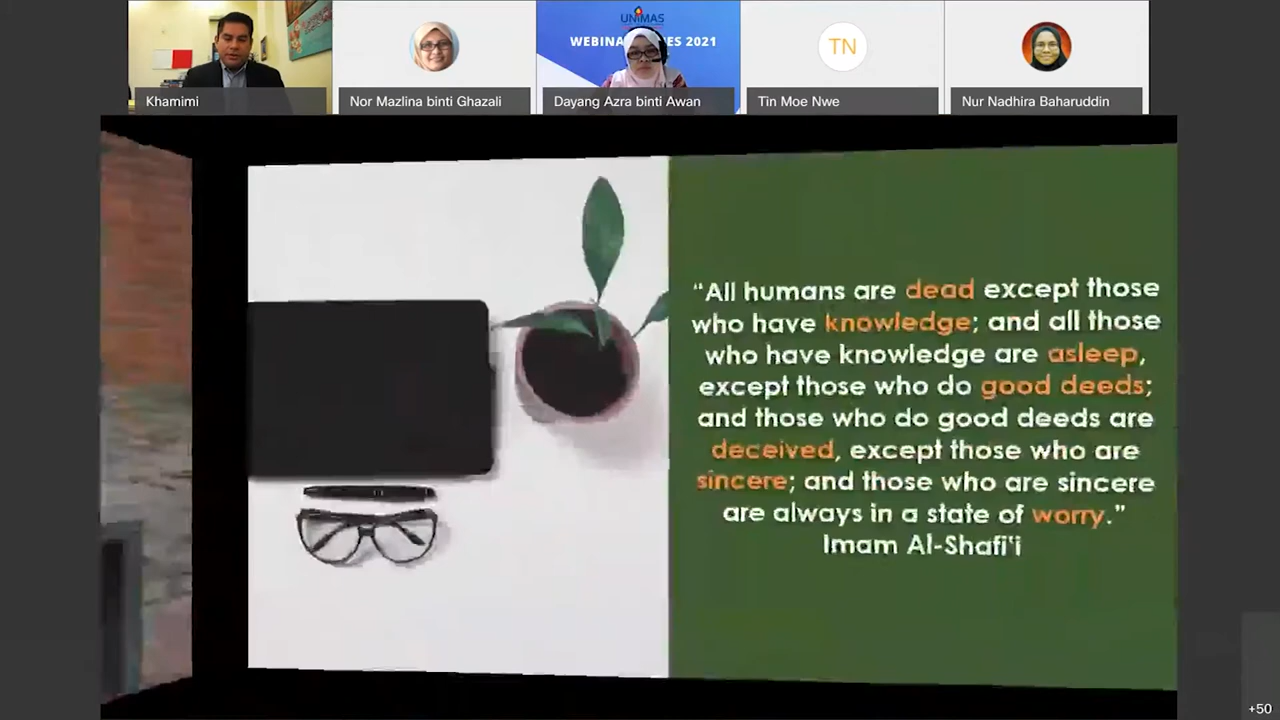 UNIMAS
WEBINAR
ES 2021
TN
Khamimi
Nor Mazlina binti Ghazali
Dayang Azra binti Awan
Tin Moe Nwe
Nur Nadhira Baharuddin
“All humans are dead except those
who have knowledge; and all those
who have knowledge are asleep,
except those who do good deeds;
and those who do good deeds are
deceived, except those who are
sincere; and those who are sincere
are always in a state of worry.”
Imam Al-Shafi'i
+50